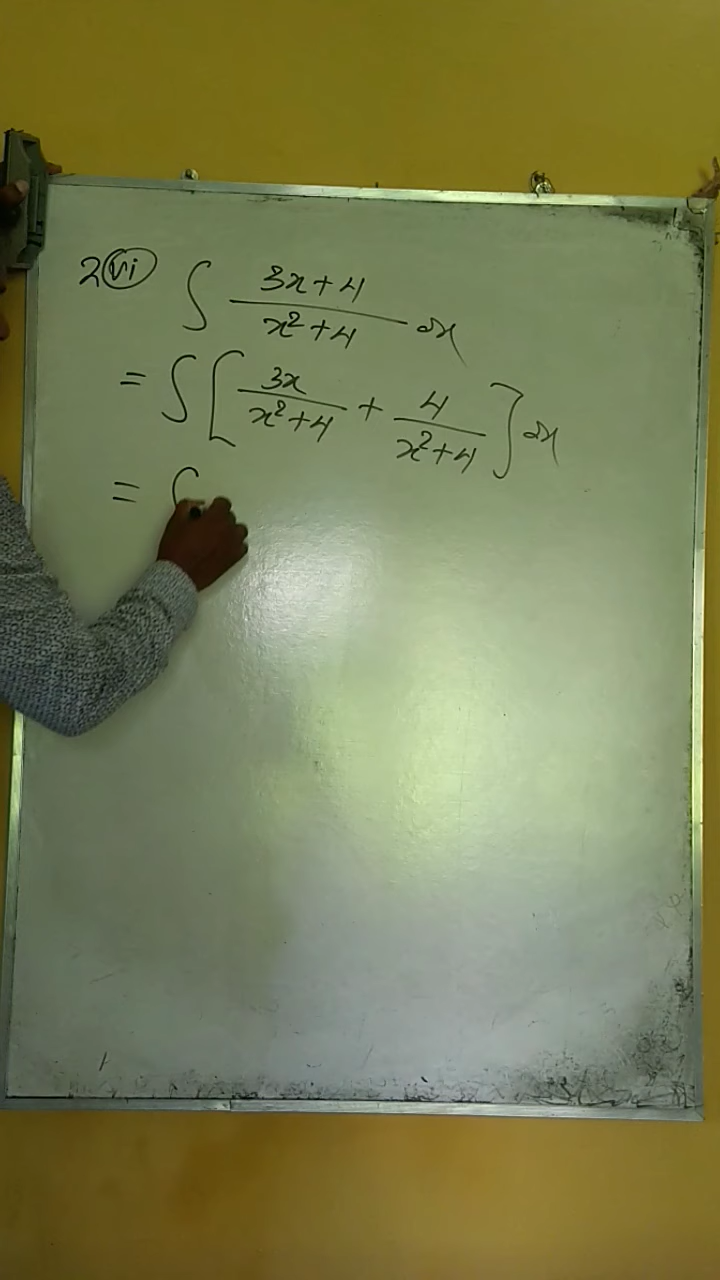 2 (vi) ∫ (3x+4)/(x²+4) dx
= ∫ [ 3x/(x²+4) + 4/(x²+4) ] dx
= ∫